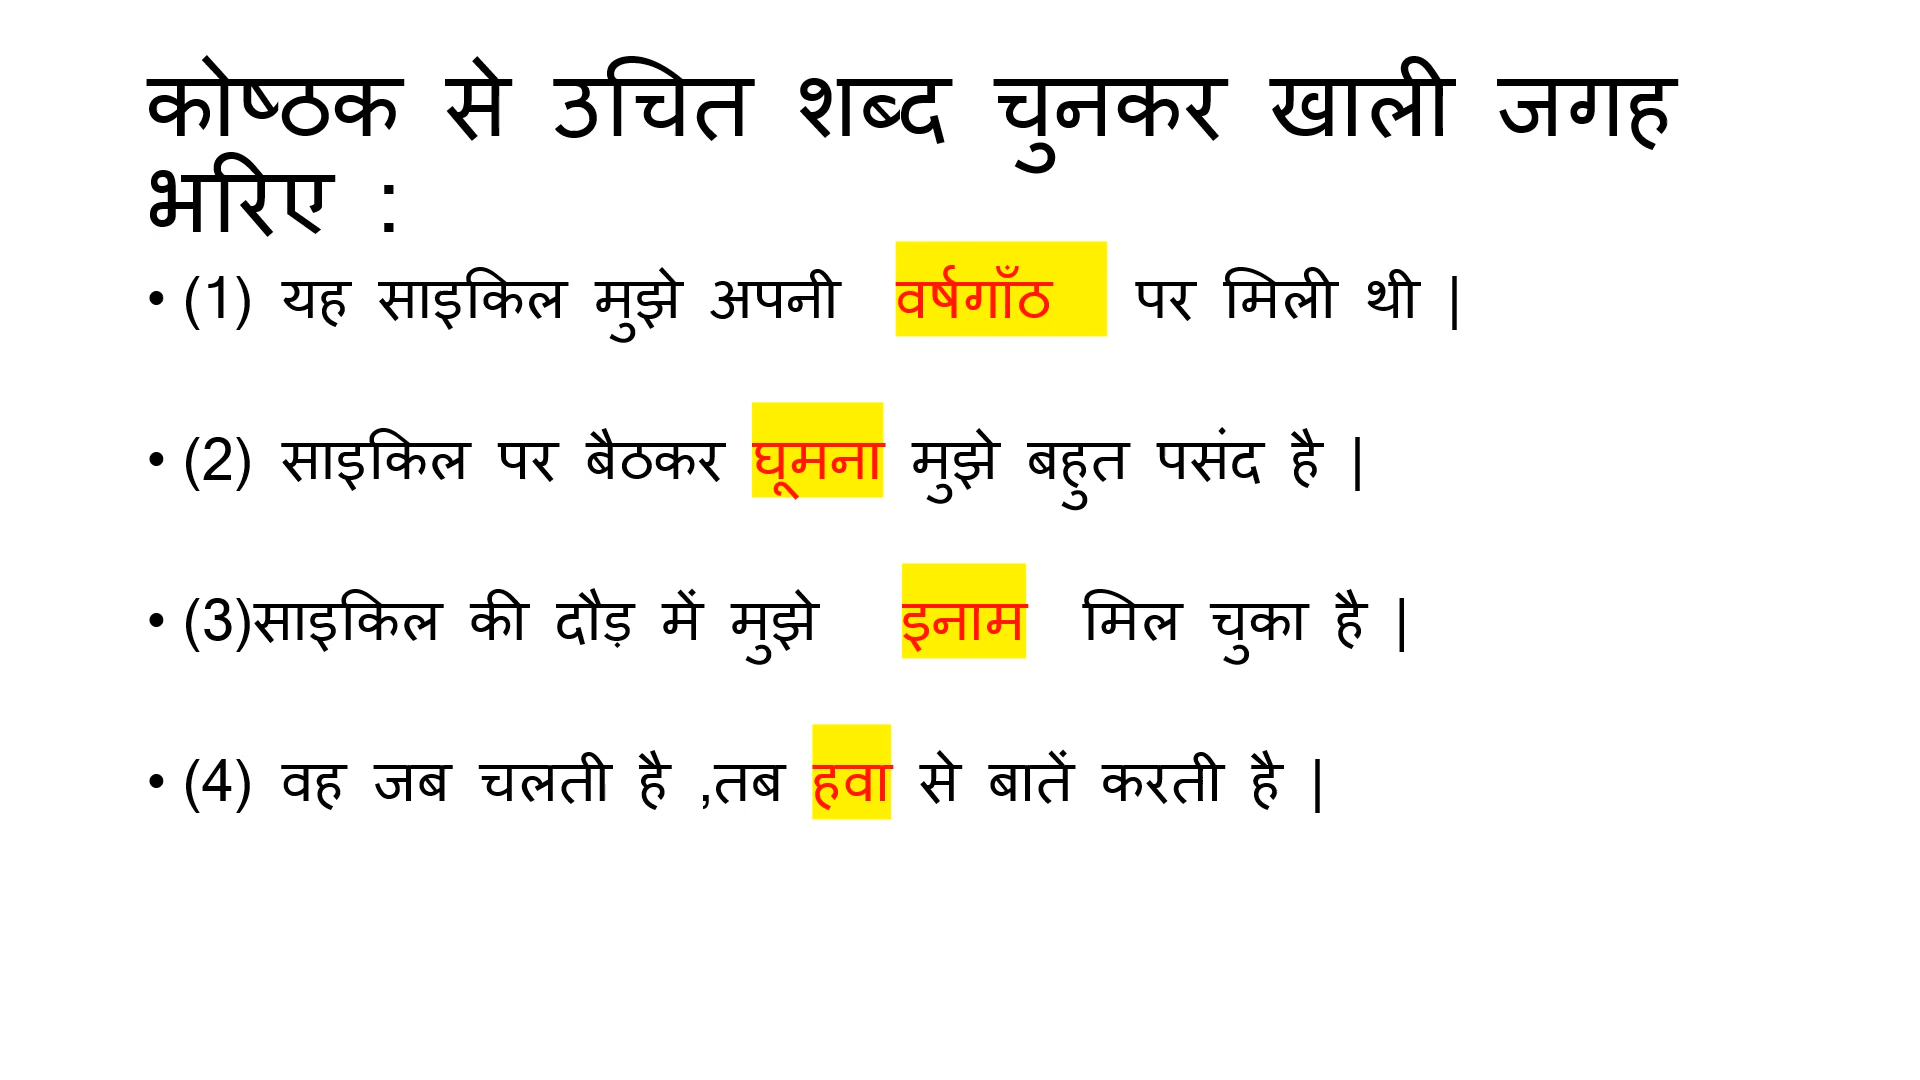 कोष्ठक से उचित शब्द चुनकर खाली जगह
भरिए :
• (1) यह साइकिल मुझे अपनी वर्षगाँठ पर मिली थी |
• (2) साइकिल पर बैठकर घूमना मुझे बहुत पसंद है |
• (3)साइकिल की दौड़ में मुझे इनाम मिल चुका है |
• (4) वह जब चलती है ,तब हवा से बातें करती है |